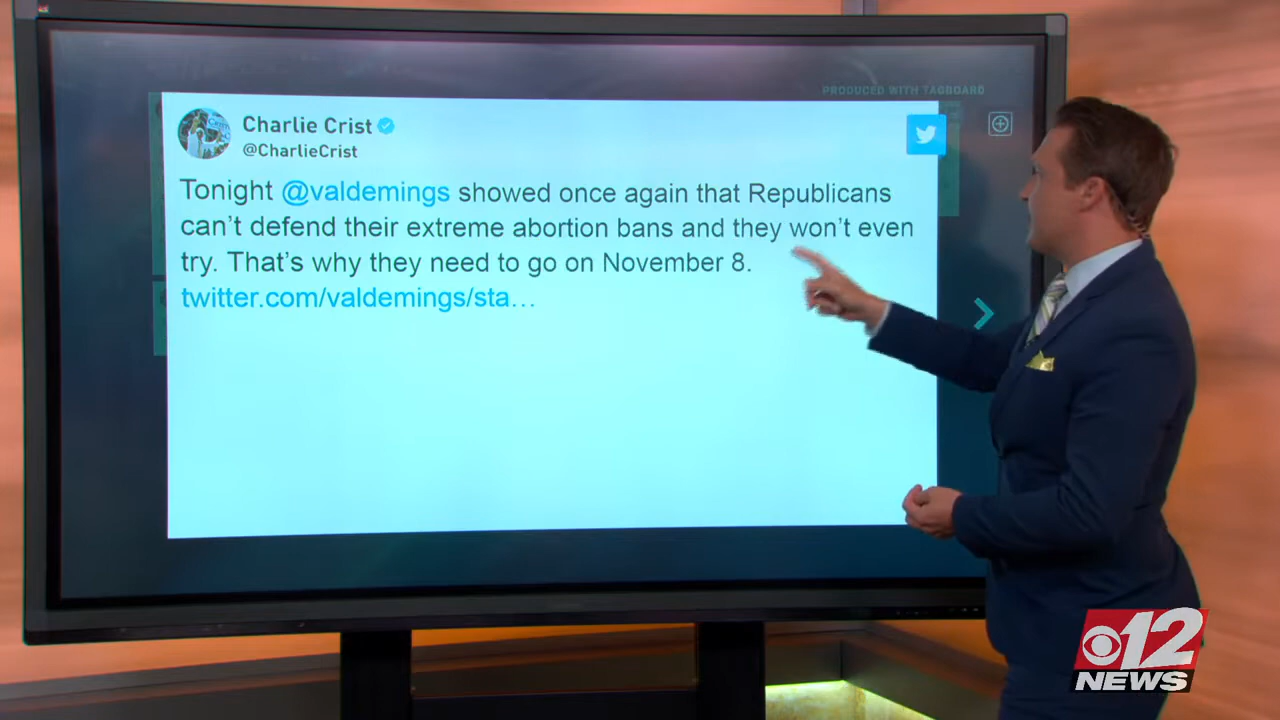 PRODUCED WITH TAGBOARD
Charlie Crist
@CharlieCrist
Tonight @valdemings showed once again that Republicans
can't defend their extreme abortion bans and they won't even
try. That's why they need to go on November 8.
twitter.com/valdemings/sta…
12
NEWS